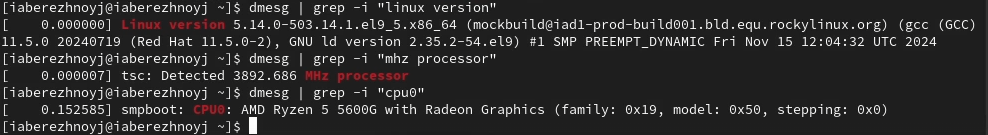 [iaberezhnoyj@iaberezhnoyj ~]$ dmesg | grep -i "linux version"
[    0.000000] Linux version 5.14.0-503.14.1.el9_5.x86_64 (mockbuild@iad1-prod-build001.bld.equ.rockylinux.org) (gcc (GCC)
11.5.0 20240719 (Red Hat 11.5.0-2), GNU ld version 2.35.2-54.el9) #1 SMP PREEMPT_DYNAMIC Fri Nov 15 12:04:32 UTC 2024
[iaberezhnoyj@iaberezhnoyj ~]$ dmesg | grep -i "mhz processor"
[    0.000007] tsc: Detected 3892.686 MHz processor
[iaberezhnoyj@iaberezhnoyj ~]$ dmesg | grep -i "cpu0"
[    0.152585] smpboot: CPU0: AMD Ryzen 5 5600G with Radeon Graphics (family: 0x19, model: 0x50, stepping: 0x0)
[iaberezhnoyj@iaberezhnoyj ~]$